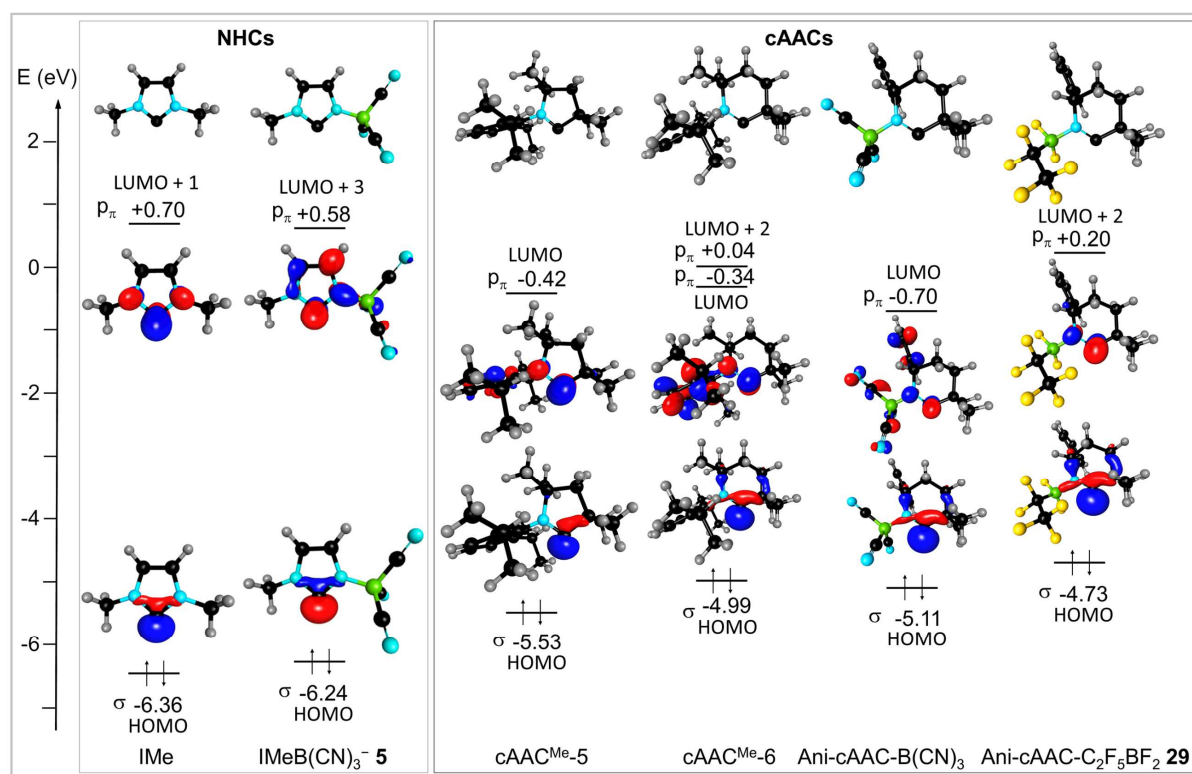 NHCs
cAACs
E (eV)
2
0
-2
-4
-6
LUMO + 1
pπ +0.70
σ -6.36
HOMO
IMe
LUMO + 3
pπ +0.58
σ -6.24
HOMO
IMeB(CN)₃⁻ 5
LUMO
pπ -0.42
σ -5.53
HOMO
cAACᴹᵉ-5
LUMO + 2
pπ +0.04
pπ -0.34
LUMO
σ -4.99
HOMO
cAACᴹᵉ-6
LUMO
pπ -0.70
σ -5.11
HOMO
Ani-cAAC-B(CN)₃
LUMO + 2
pπ +0.20
σ -4.73
HOMO
Ani-cAAC-C₂F₅BF₂ 29